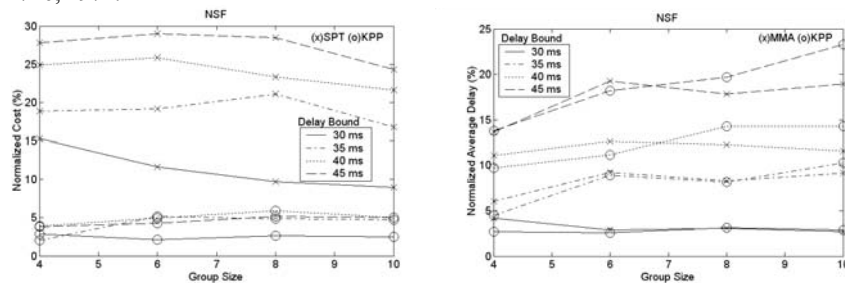 NSF
30
(x)SPT (o)KPP
25
20
Normalized Cost (%)
15
Delay Bound
30 ms
35 ms
40 ms
45 ms
10
5
0
4 5 6 7 8 9 10
Group Size
NSF
25
Delay Bound
(x)MMA (o)KPP
30 ms
35 ms
40 ms
45 ms
20
Normalized Average Delay (%)
15
10
5
0
4 5 6 7 8 9 10
Group Size